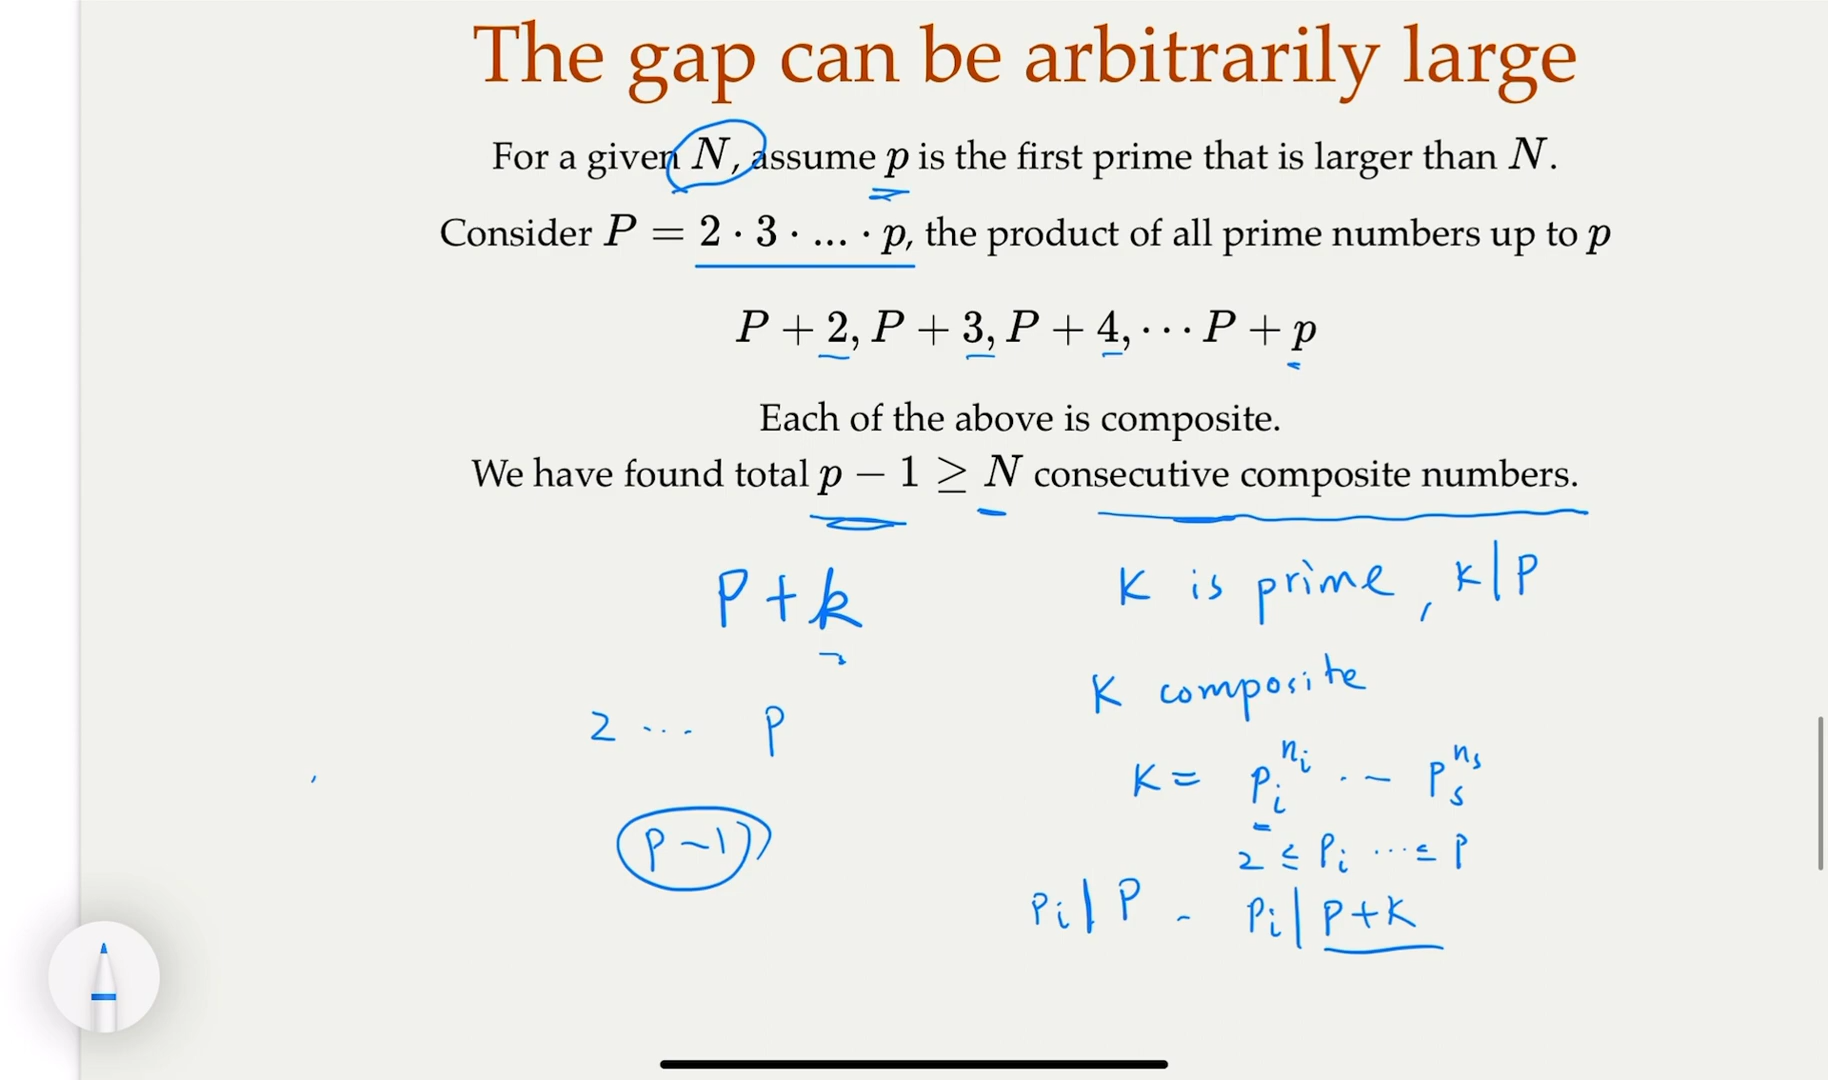 The gap can be arbitrarily large
For a given N, assume p is the first prime that is larger than N.
Consider P = 2 · 3 · ... · p, the product of all prime numbers up to p
P + 2, P + 3, P + 4, ⋯ P + p
Each of the above is composite.
We have found total p − 1 ≥ N consecutive composite numbers.
P + k
K is prime, K|P
K composite
2 ... P
K = P_i^{n_i} ·– P_s^{n_s}
P~1
2 ≤ P_i ... ≤ P
P_i | P – P_i | P+K